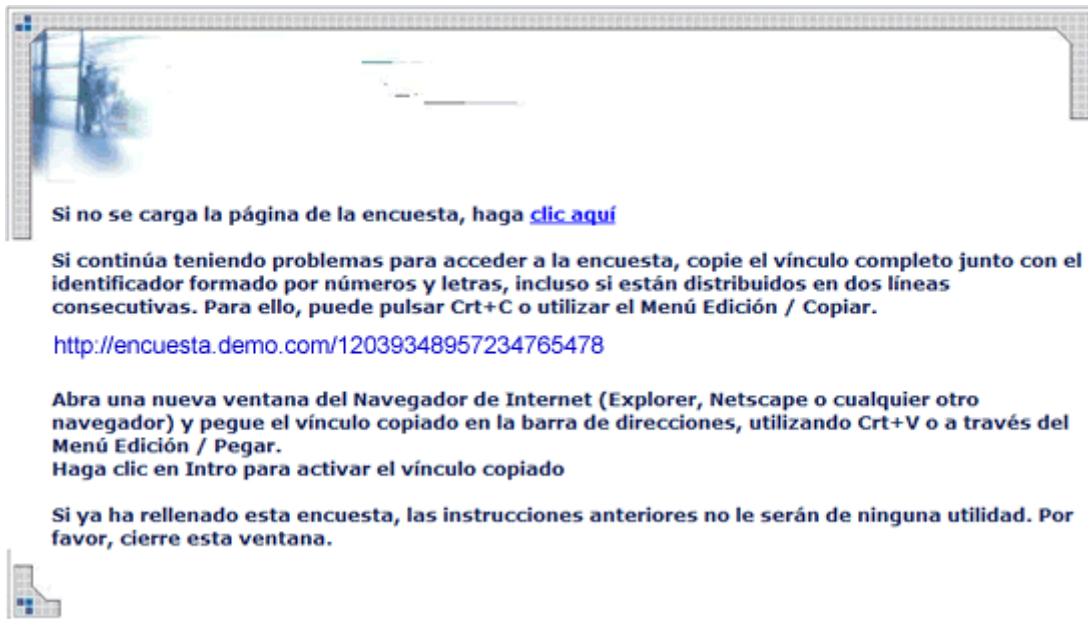 Si no se carga la página de la encuesta, haga clic aquí
Si continúa teniendo problemas para acceder a la encuesta, copie el vínculo completo junto con el
identificador formado por números y letras, incluso si están distribuidos en dos líneas
consecutivas. Para ello, puede pulsar Crt+C o utilizar el Menú Edición / Copiar.
http://encuesta.demo.com/12039348957234765478
Abra una nueva ventana del Navegador de Internet (Explorer, Netscape o cualquier otro
navegador) y pegue el vínculo copiado en la barra de direcciones, utilizando Crt+V o a través del
Menú Edición / Pegar.
Haga clic en Intro para activar el vínculo copiado
Si ya ha rellenado esta encuesta, las instrucciones anteriores no le serán de ninguna utilidad. Por
favor, cierre esta ventana.